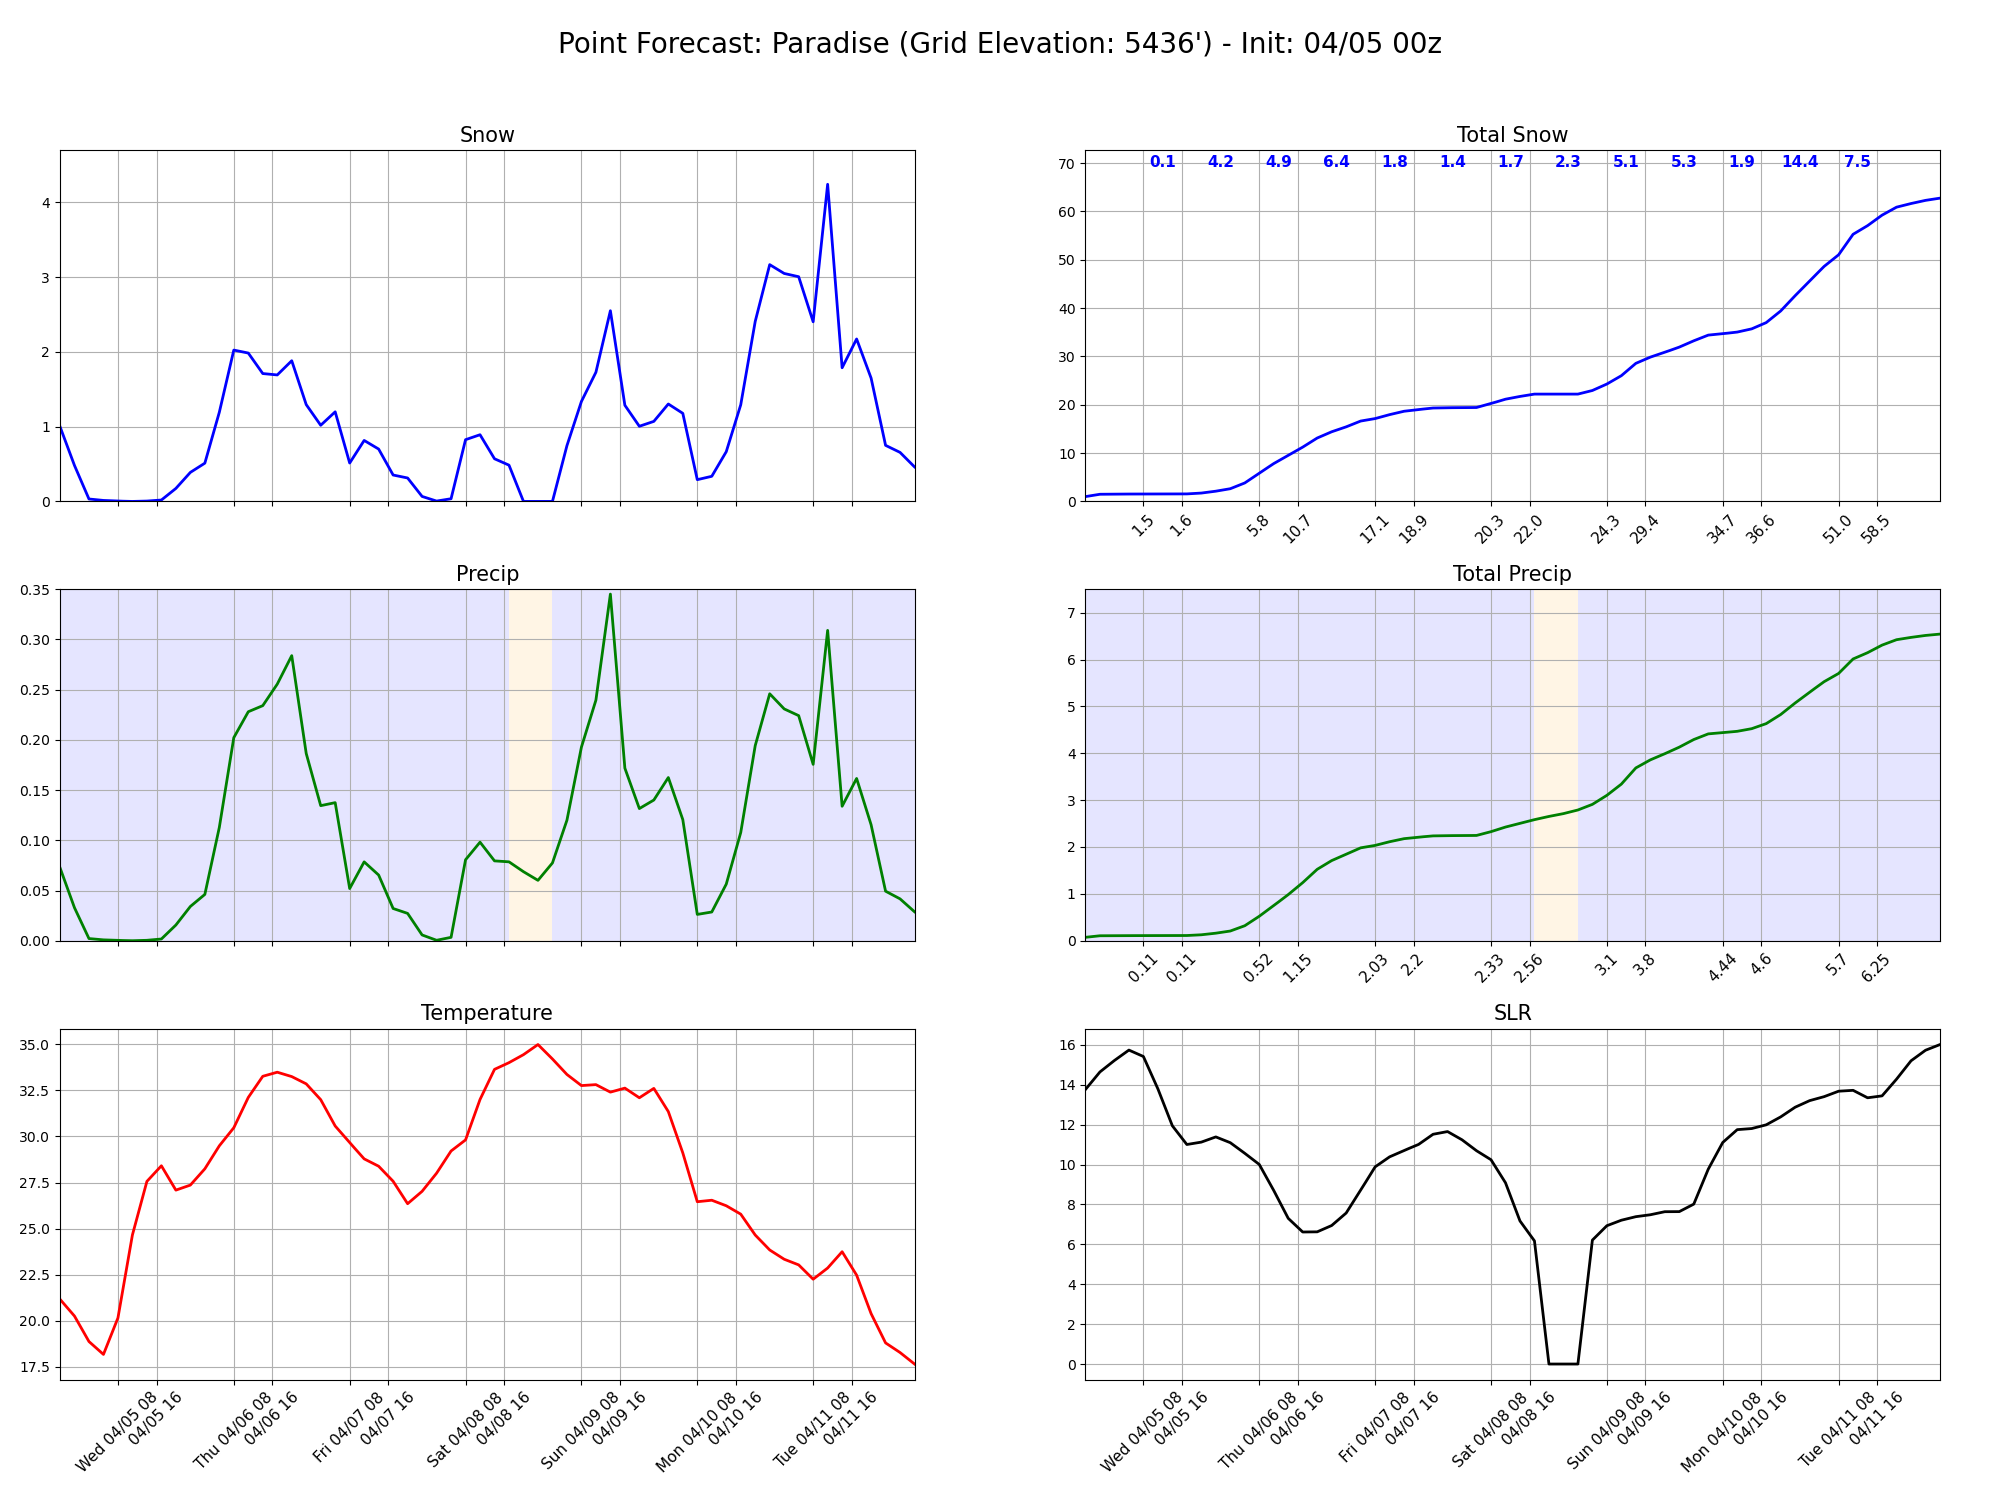 Point Forecast: Paradise (Grid Elevation: 5436') - Init: 04/05 00z
Snow
4
3
2
1
0
Total Snow
0.1 4.2 4.9 6.4 1.8 1.4 1.7 2.3 5.1 5.3 1.9 14.4 7.5
70
60
50
40
30
20
10
0
1.5 1.6 5.8 10.7 17.1 18.9 20.3 22.0 24.3 29.4 34.7 36.6 51.0 58.5
Precip
0.35
0.30
0.25
0.20
0.15
0.10
0.05
0.00
Total Precip
7
6
5
4
3
2
1
0
0.11 0.11 0.52 1.15 2.03 2.2 2.33 2.56 3.1 3.8 4.44 4.6 5.7 6.25
Temperature
35.0
32.5
30.0
27.5
25.0
22.5
20.0
17.5
Wed 04/05 08
04/05 16
Thu 04/06 08
04/06 16
Fri 04/07 08
04/07 16
Sat 04/08 08
04/08 16
Sun 04/09 08
04/09 16
Mon 04/10 08
04/10 16
Tue 04/11 08
04/11 16
SLR
16
14
12
10
8
6
4
2
0
Wed 04/05 08
04/05 16
Thu 04/06 08
04/06 16
Fri 04/07 08
04/07 16
Sat 04/08 08
04/08 16
Sun 04/09 08
04/09 16
Mon 04/10 08
04/10 16
Tue 04/11 08
04/11 16